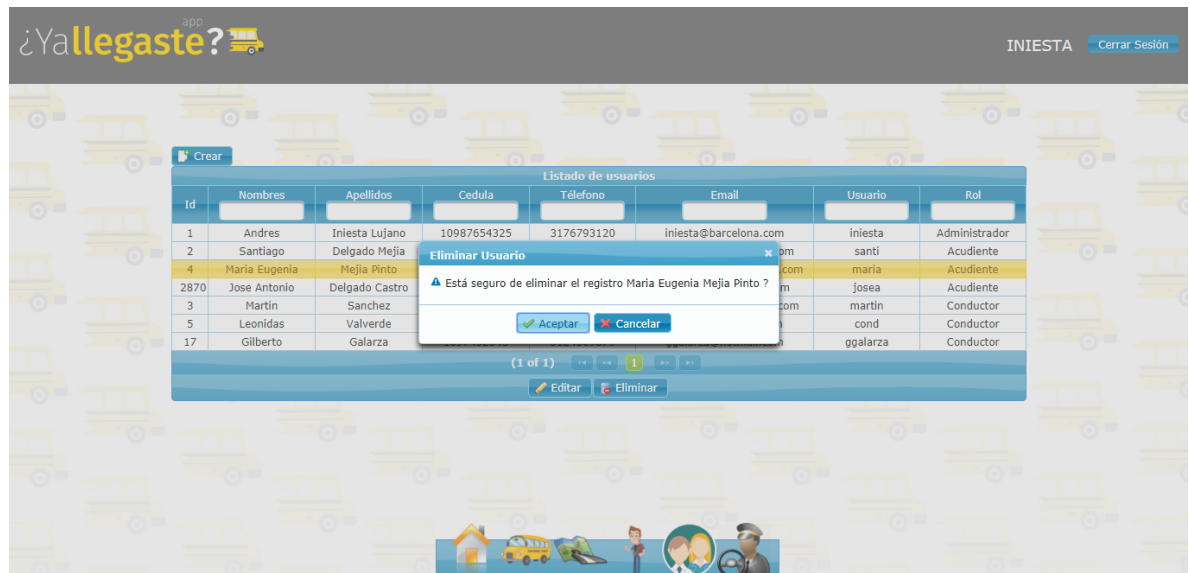 app
¿Yallegaste?
INIESTA Cerrar Sesión
Crear
Listado de usuarios
Id Nombres Apellidos Cedula Télefono Email Usuario Rol
1 Andres Iniesta Lujano 10987654325 3176793120 iniesta@barcelona.com iniesta Administrador
2 Santiago Delgado Mejia om santi Acudiente
4 Maria Eugenia Mejia Pinto .com maria Acudiente
2870 Jose Antonio Delgado Castro m josea Acudiente
3 Martin Sanchez com martin Conductor
5 Leonidas Valverde cond Conductor
17 Gilberto Galarza ggalarza Conductor
Eliminar Usuario
Está seguro de eliminar el registro Maria Eugenia Mejia Pinto ?
Aceptar Cancelar
(1 of 1) 1
Editar Eliminar